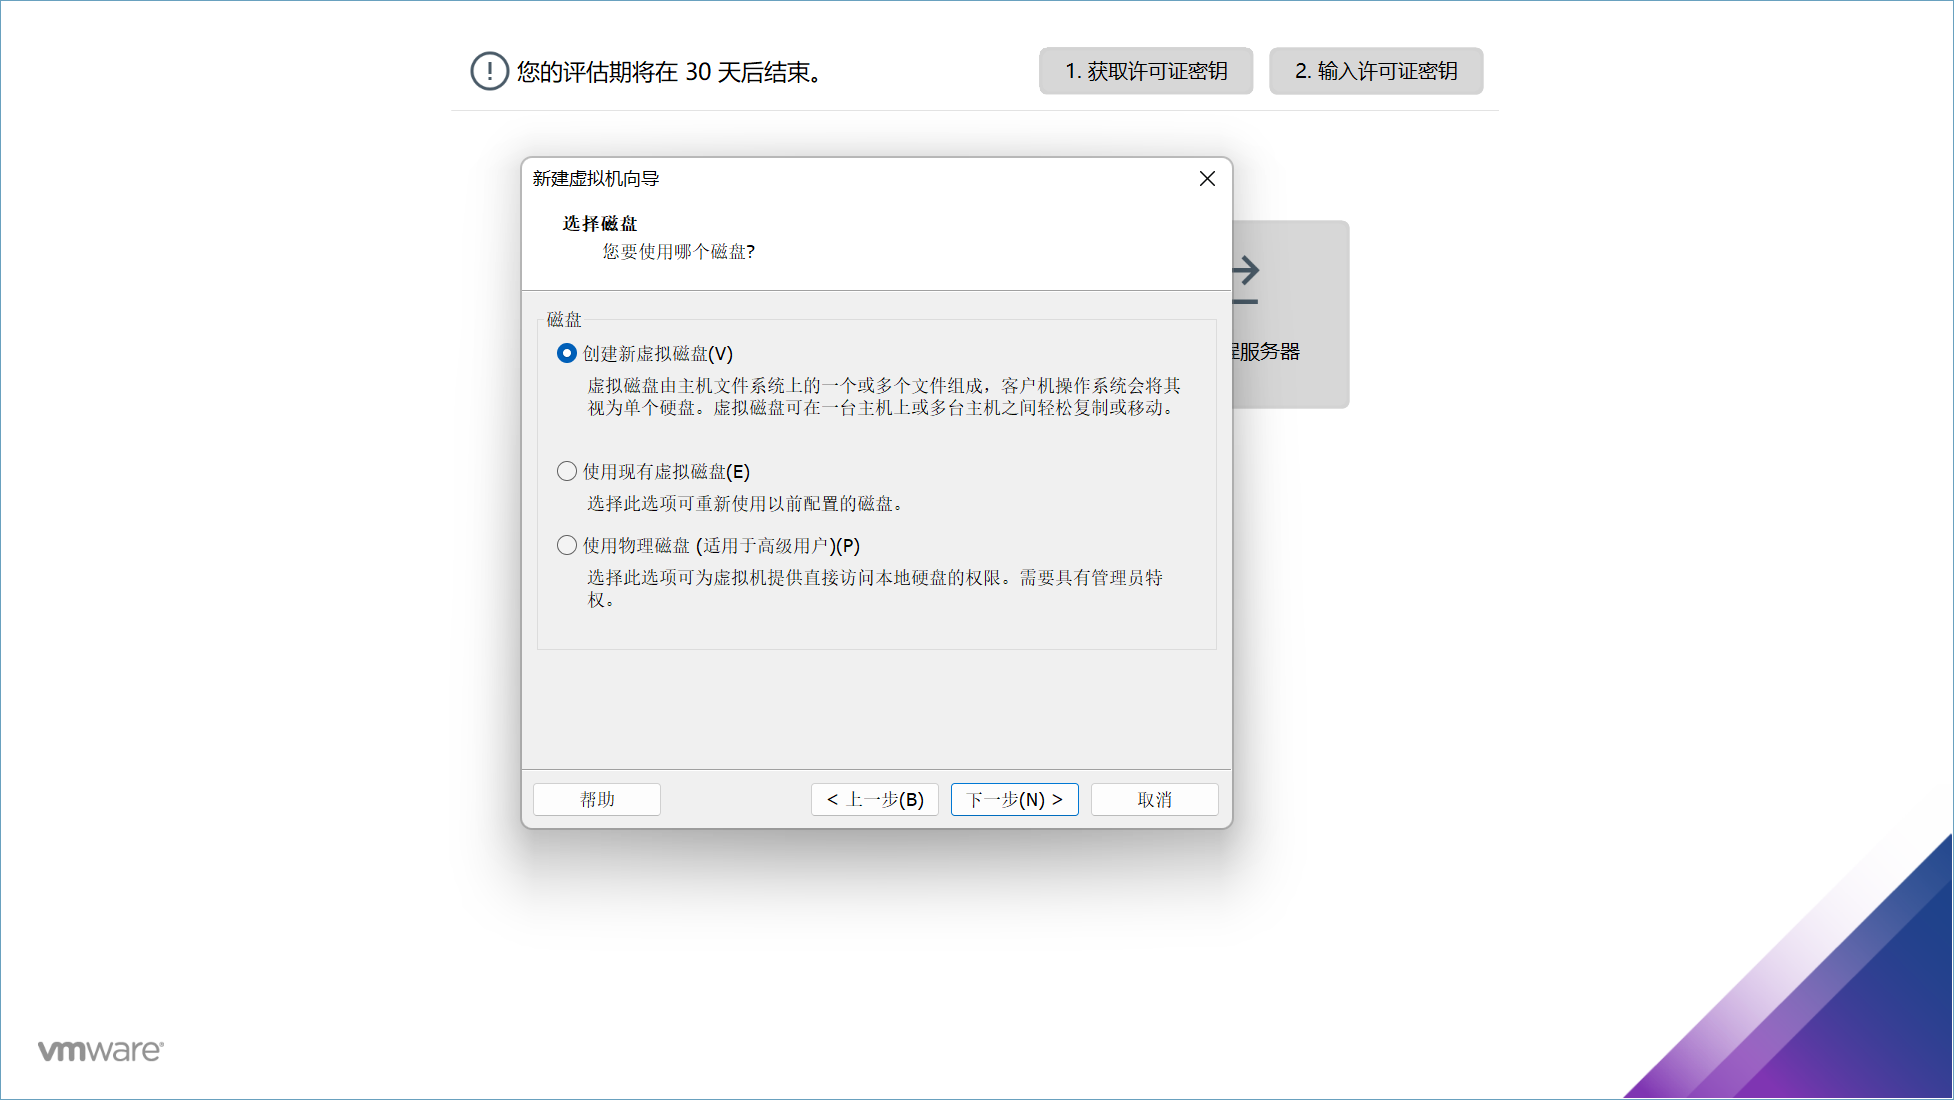 您的评估期将在 30 天后结束。
1. 获取许可证密钥
2. 输入许可证密钥
新建虚拟机向导
选择磁盘
您要使用哪个磁盘?
程服务器
磁盘
创建新虚拟磁盘(V)
虚拟磁盘由主机文件系统上的一个或多个文件组成，客户机操作系统会将其
视为单个硬盘。虚拟磁盘可在一台主机上或多台主机之间轻松复制或移动。
使用现有虚拟磁盘(E)
选择此选项可重新使用以前配置的磁盘。
使用物理磁盘 (适用于高级用户)(P)
选择此选项可为虚拟机提供直接访问本地硬盘的权限。需要具有管理员特
权。
帮助
< 上一步(B)
下一步(N) >
取消
vmware®